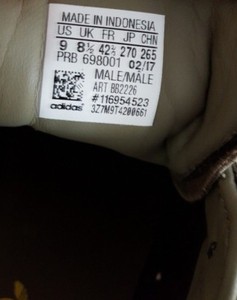 MADE IN INDONESIA
US UK FR JP CHN
9 8½ 42⅔ 270 265
PRB 698001 02/17
MALE/MALE
ART BB2226
#116954523
adidas 3Z7M9T4200661